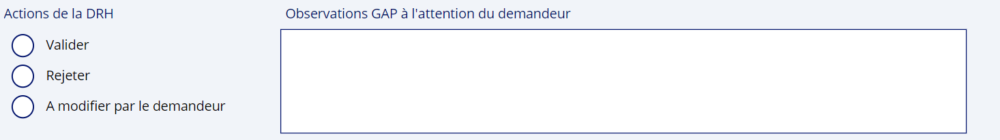 Actions de la DRH
Observations GAP à l'attention du demandeur
Valider
Rejeter
A modifier par le demandeur